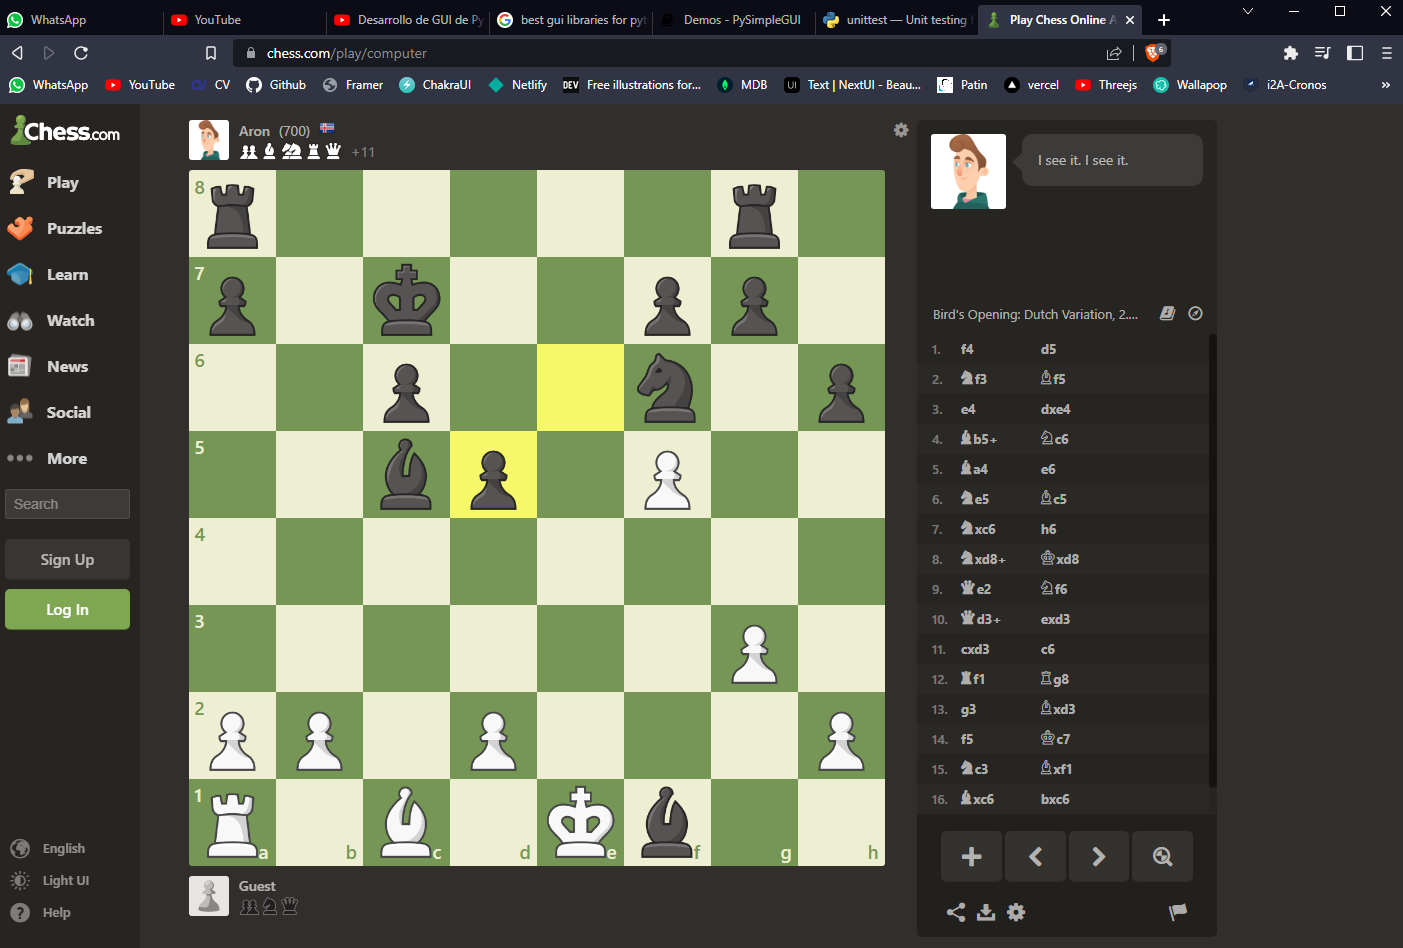 WhatsApp
YouTube
Desarrollo de GUI de Py
best gui libraries for pyt
Demos - PySimpleGUI
unittest — Unit testing f
Play Chess Online A
chess.com/play/computer
6
WhatsApp YouTube CV Github Framer ChakraUI Netlify DEV Free illustrations for... MDB UI Text | NextUI - Beau... Patin vercel Threejs Wallapop i2A-Cronos »
Chess.com
Play
Puzzles
Learn
Watch
News
Social
More
Search
Sign Up
Log In
English
Light UI
Help
Aron (700)
+11
8
7
6
5
4
3
2
1
a b c d e f g h
Guest
I see it. I see it.
Bird's Opening: Dutch Variation, 2....
1. f4 d5
2. ♞f3 ♗f5
3. e4 dxe4
4. ♝b5+ ♘c6
5. ♝a4 e6
6. ♞e5 ♗c5
7. ♞xc6 h6
8. ♞xd8+ ♔xd8
9. ♛e2 ♘f6
10. ♛d3+ exd3
11. cxd3 c6
12. ♜f1 ♖g8
13. g3 ♗xd3
14. f5 ♔c7
15. ♞c3 ♗xf1
16. ♝xc6 bxc6